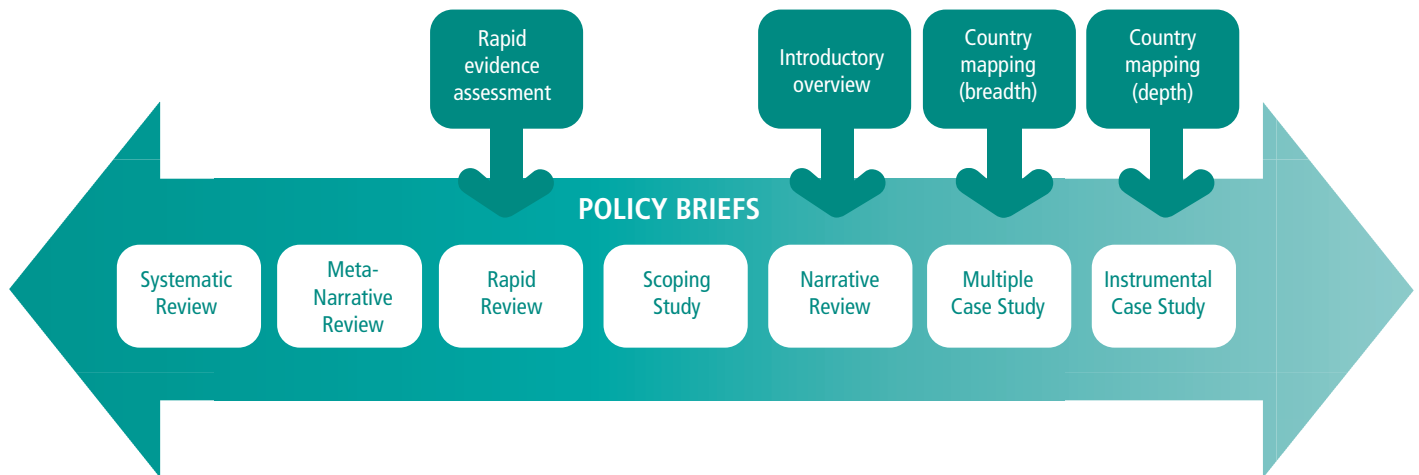 Rapid
evidence
assessment
Introductory
overview
Country
mapping
(breadth)
Country
mapping
(depth)
POLICY BRIEFS
Systematic
Review
Meta-
Narrative
Review
Rapid
Review
Scoping
Study
Narrative
Review
Multiple
Case Study
Instrumental
Case Study